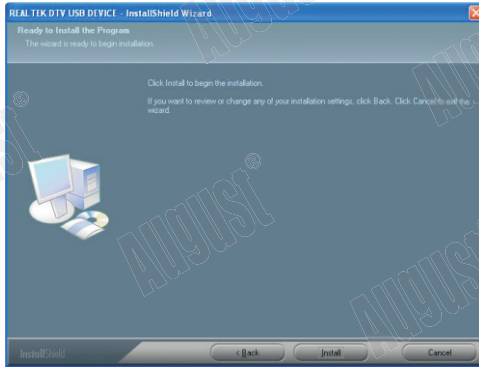 REALTEK DTV USB DEVICE - InstallShield Wizard
Ready to Install the Program
The wizard is ready to begin installation.
Click Install to begin the installation.
If you want to review or change any of your installation settings, click Back. Click Cancel to exit the
wizard.
August®
August
August
August
August
InstallShield
< Back
Install
Cancel